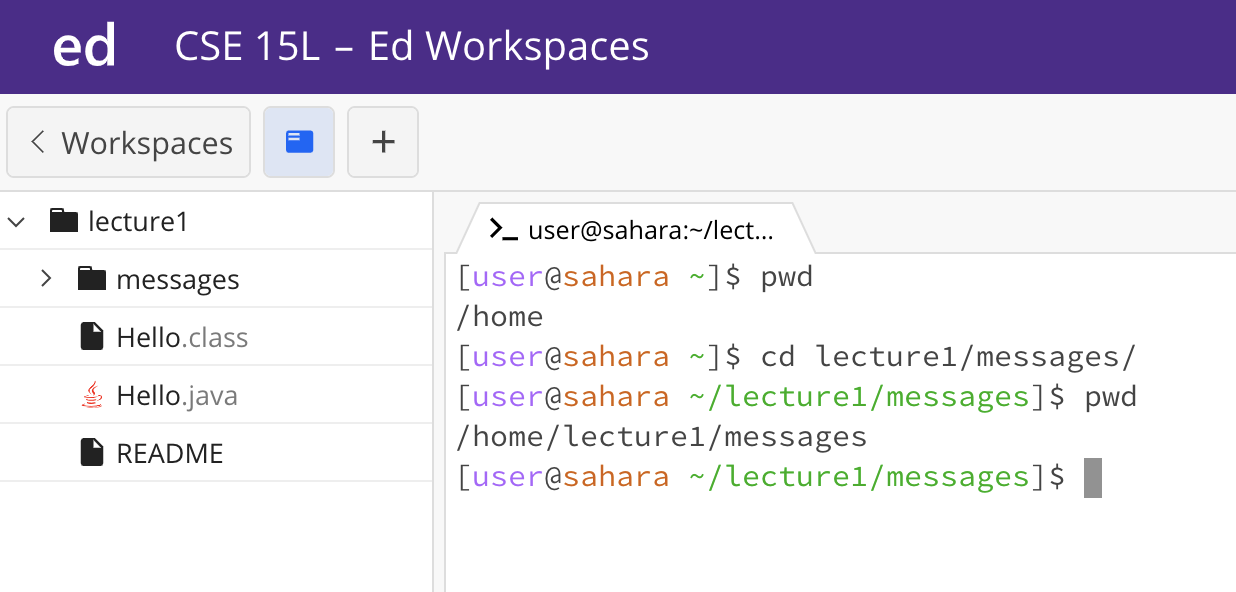 ed CSE 15L – Ed Workspaces
< Workspaces +
lecture1
messages
Hello.class
Hello.java
README
>_ user@sahara:~/lect...
[user@sahara ~]$ pwd
/home
[user@sahara ~]$ cd lecture1/messages/
[user@sahara ~/lecture1/messages]$ pwd
/home/lecture1/messages
[user@sahara ~/lecture1/messages]$